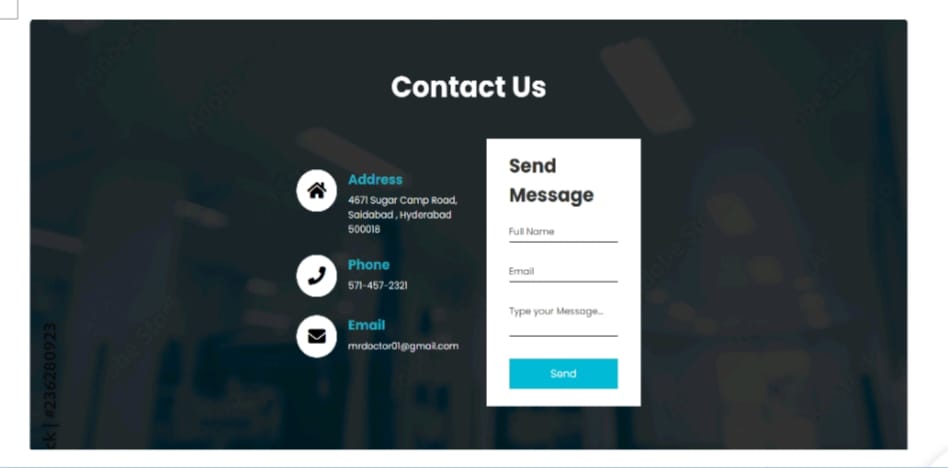 Contact Us
Address
4671 Sugar Camp Road,
Saidabad , Hyderabad
500018
Phone
571-457-2321
Email
mrdoctor01@gmail.com
Send
Message
Full Name
Email
Type your Message...
Send
ck | #236280923